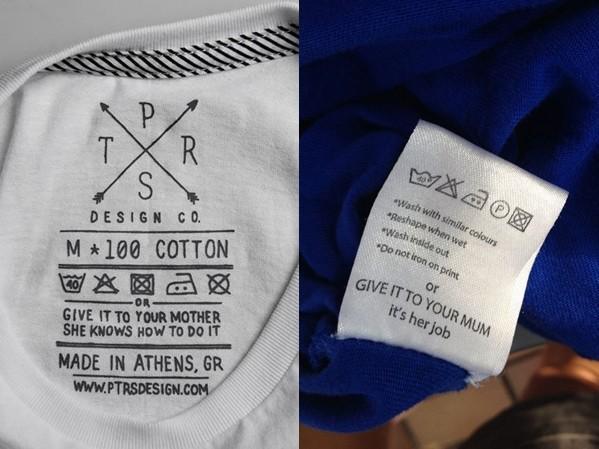 P
T R
S
DESIGN CO.
M * 100 COTTON
40
OR
GIVE IT TO YOUR MOTHER
SHE KNOWS HOW TO DO IT
MADE IN ATHENS, GR
WWW.PTRSDESIGN.COM
40 P
*Wash with similar colours
*Reshape when wet
*Wash inside out
*Do not iron on print
or
GIVE IT TO YOUR MUM
it's her job